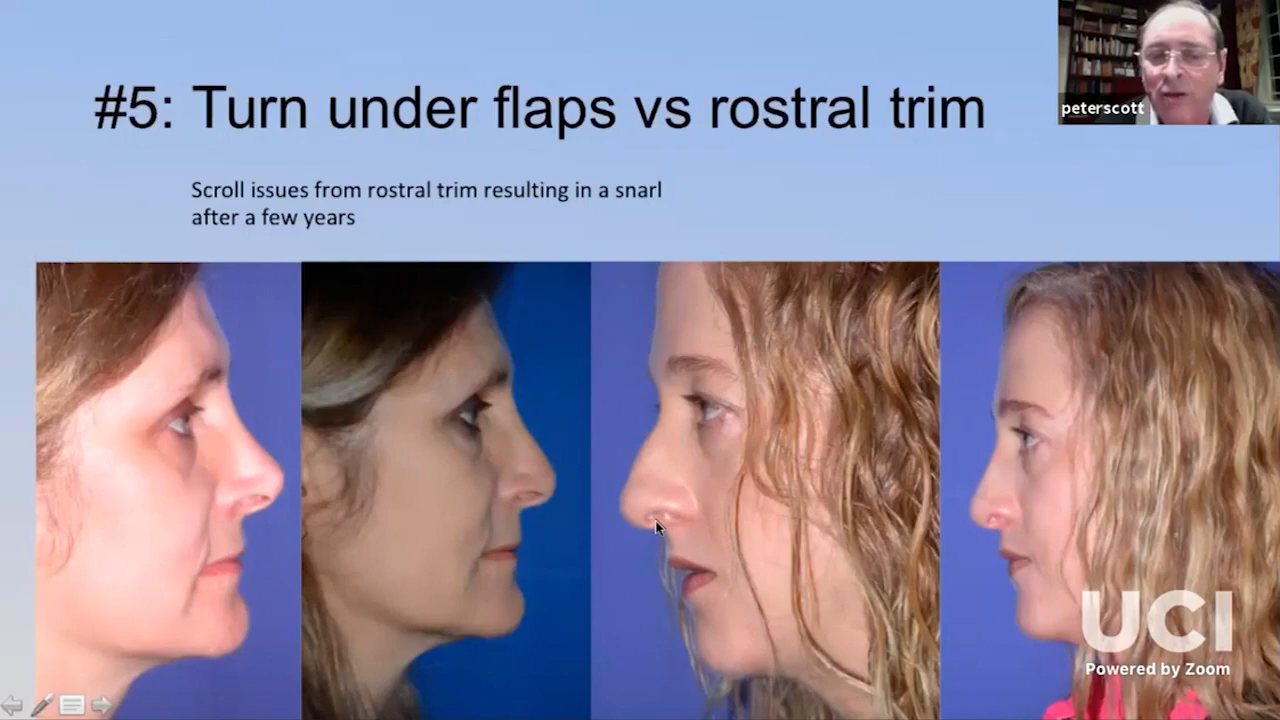 #5: Turn under flaps vs rostral trim
peterscott
Scroll issues from rostral trim resulting in a snarl
after a few years
UCI
Powered by Zoom